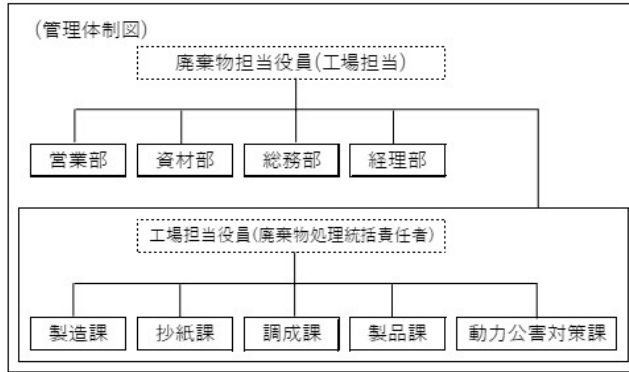 (管理体制図)
廃棄物担当役員(工場担当)
営業部 資材部 総務部 経理部
工場担当役員(廃棄物処理統括責任者)
製造課 抄紙課 調成課 製品課 動力公害対策課